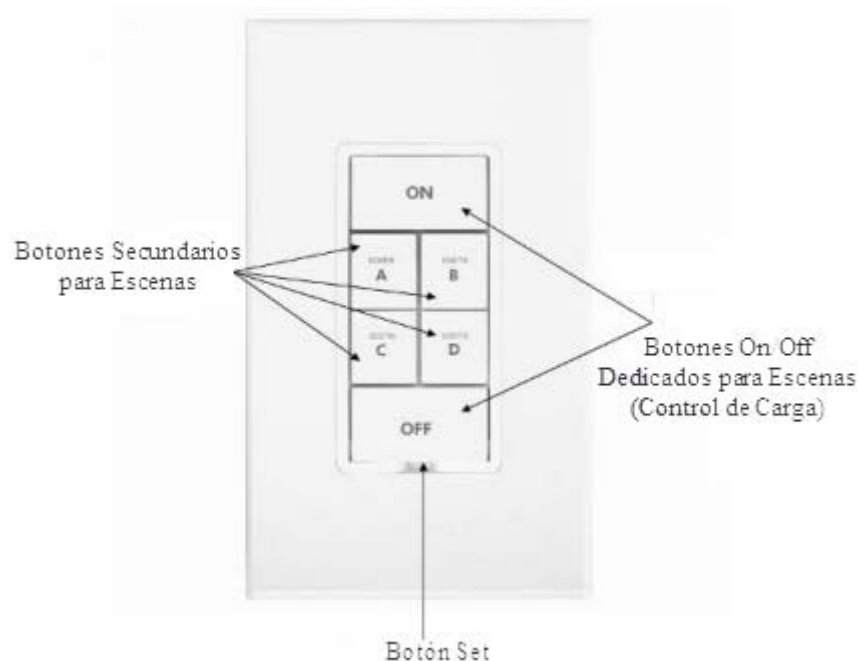 ON
Botones Secundarios
para Escenas
A
B
C
D
Botones On/Off
Dedicados para Escenas
(Control de Carga)
OFF
Botón Set